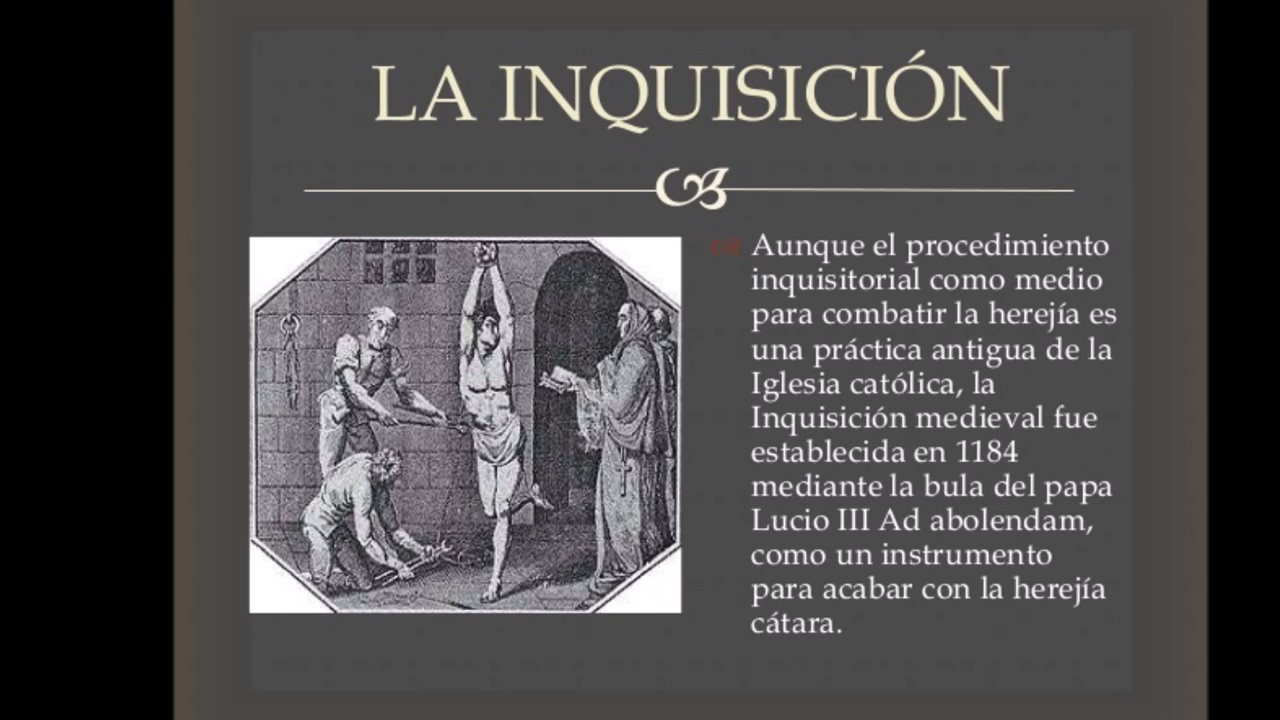 LA INQUISICIÓN
Aunque el procedimiento
inquisitorial como medio
para combatir la herejía es
una práctica antigua de la
Iglesia católica, la
Inquisición medieval fue
establecida en 1184
mediante la bula del papa
Lucio III Ad abolendam,
como un instrumento
para acabar con la herejía
cátara.